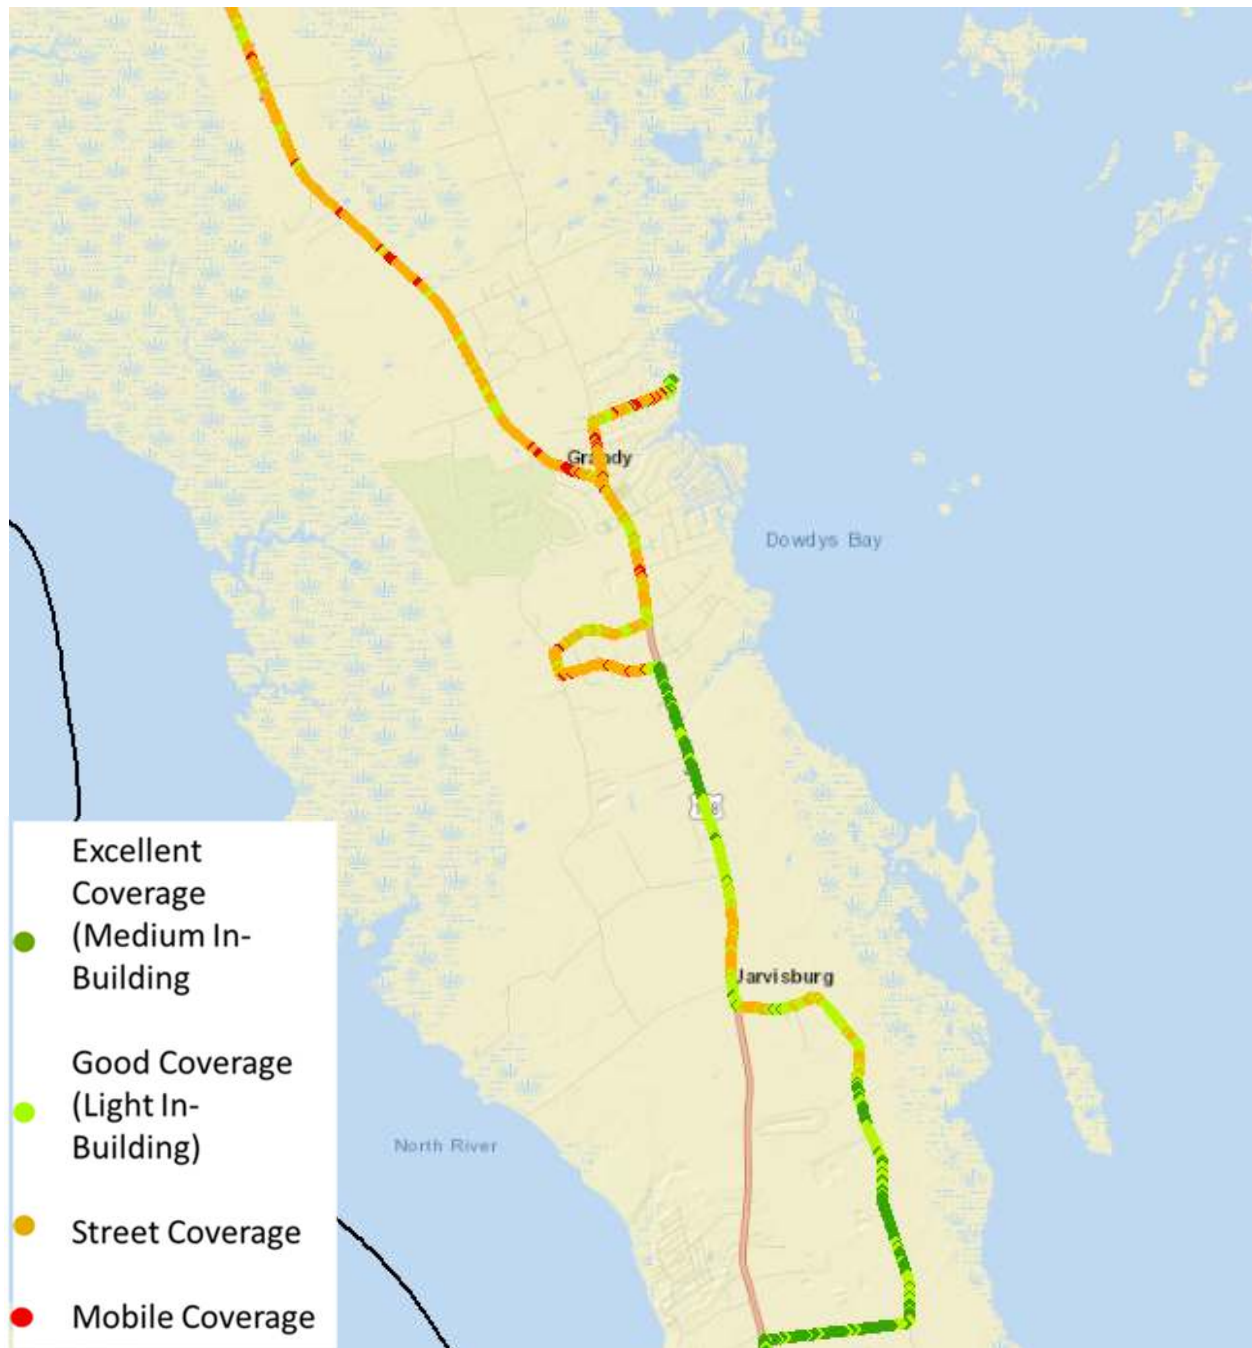 Grandy
Dowdys Bay
Jarvisburg
North River
Excellent
Coverage
(Medium In-
Building
Good Coverage
(Light In-
Building)
Street Coverage
Mobile Coverage